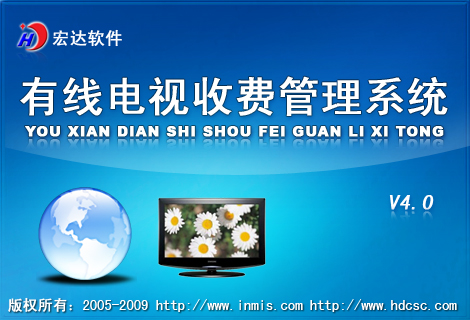 宏达软件
有线电视收费管理系统
YOU XIAN DIAN SHI SHOU FEI GUAN LI XI TONG
V4.0
版权所有：2005-2009 http://www.inmis.com http://www.hdcsc.com